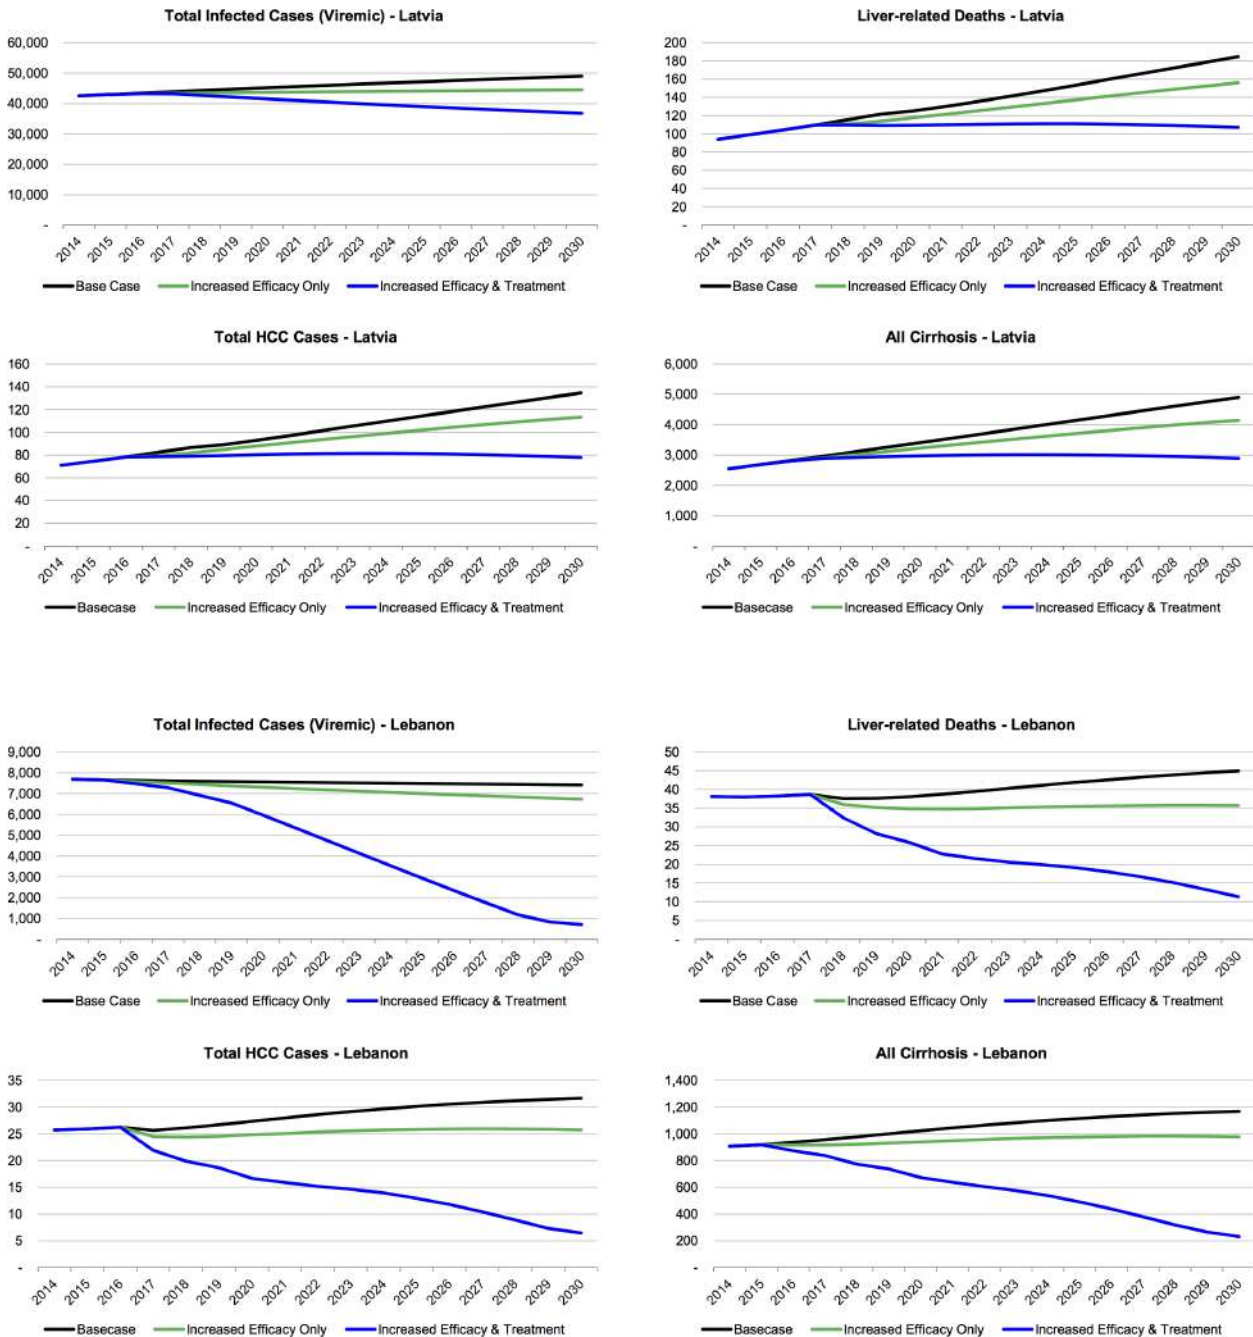 Total Infected Cases (Viremic) - Latvia
60,000
50,000
40,000
30,000
20,000
10,000
-
2014 2015 2016 2017 2018 2019 2020 2021 2022 2023 2024 2025 2026 2027 2028 2029 2030
Base Case Increased Efficacy Only Increased Efficacy & Treatment
Liver-related Deaths - Latvia
200
180
160
140
120
100
80
60
40
20
-
2014 2015 2016 2017 2018 2019 2020 2021 2022 2023 2024 2025 2026 2027 2028 2029 2030
Base Case Increased Efficacy Only Increased Efficacy & Treatment
Total HCC Cases - Latvia
160
140
120
100
80
60
40
20
-
2014 2015 2016 2017 2018 2019 2020 2021 2022 2023 2024 2025 2026 2027 2028 2029 2030
Basecase Increased Efficacy Only Increased Efficacy & Treatment
All Cirrhosis - Latvia
6,000
5,000
4,000
3,000
2,000
1,000
-
2014 2015 2016 2017 2018 2019 2020 2021 2022 2023 2024 2025 2026 2027 2028 2029 2030
Basecase Increased Efficacy Only Increased Efficacy & Treatment
Total Infected Cases (Viremic) - Lebanon
9,000
8,000
7,000
6,000
5,000
4,000
3,000
2,000
1,000
-
2014 2015 2016 2017 2018 2019 2020 2021 2022 2023 2024 2025 2026 2027 2028 2029 2030
Base Case Increased Efficacy Only Increased Efficacy & Treatment
Liver-related Deaths - Lebanon
50
45
40
35
30
25
20
15
10
5
-
2014 2015 2016 2017 2018 2019 2020 2021 2022 2023 2024 2025 2026 2027 2028 2029 2030
Base Case Increased Efficacy Only Increased Efficacy & Treatment
Total HCC Cases - Lebanon
35
30
25
20
15
10
5
-
2014 2015 2016 2017 2018 2019 2020 2021 2022 2023 2024 2025 2026 2027 2028 2029 2030
Basecase Increased Efficacy Only Increased Efficacy & Treatment
All Cirrhosis - Lebanon
1,400
1,200
1,000
800
600
400
200
-
2014 2015 2016 2017 2018 2019 2020 2021 2022 2023 2024 2025 2026 2027 2028 2029 2030
Basecase Increased Efficacy Only Increased Efficacy & Treatment